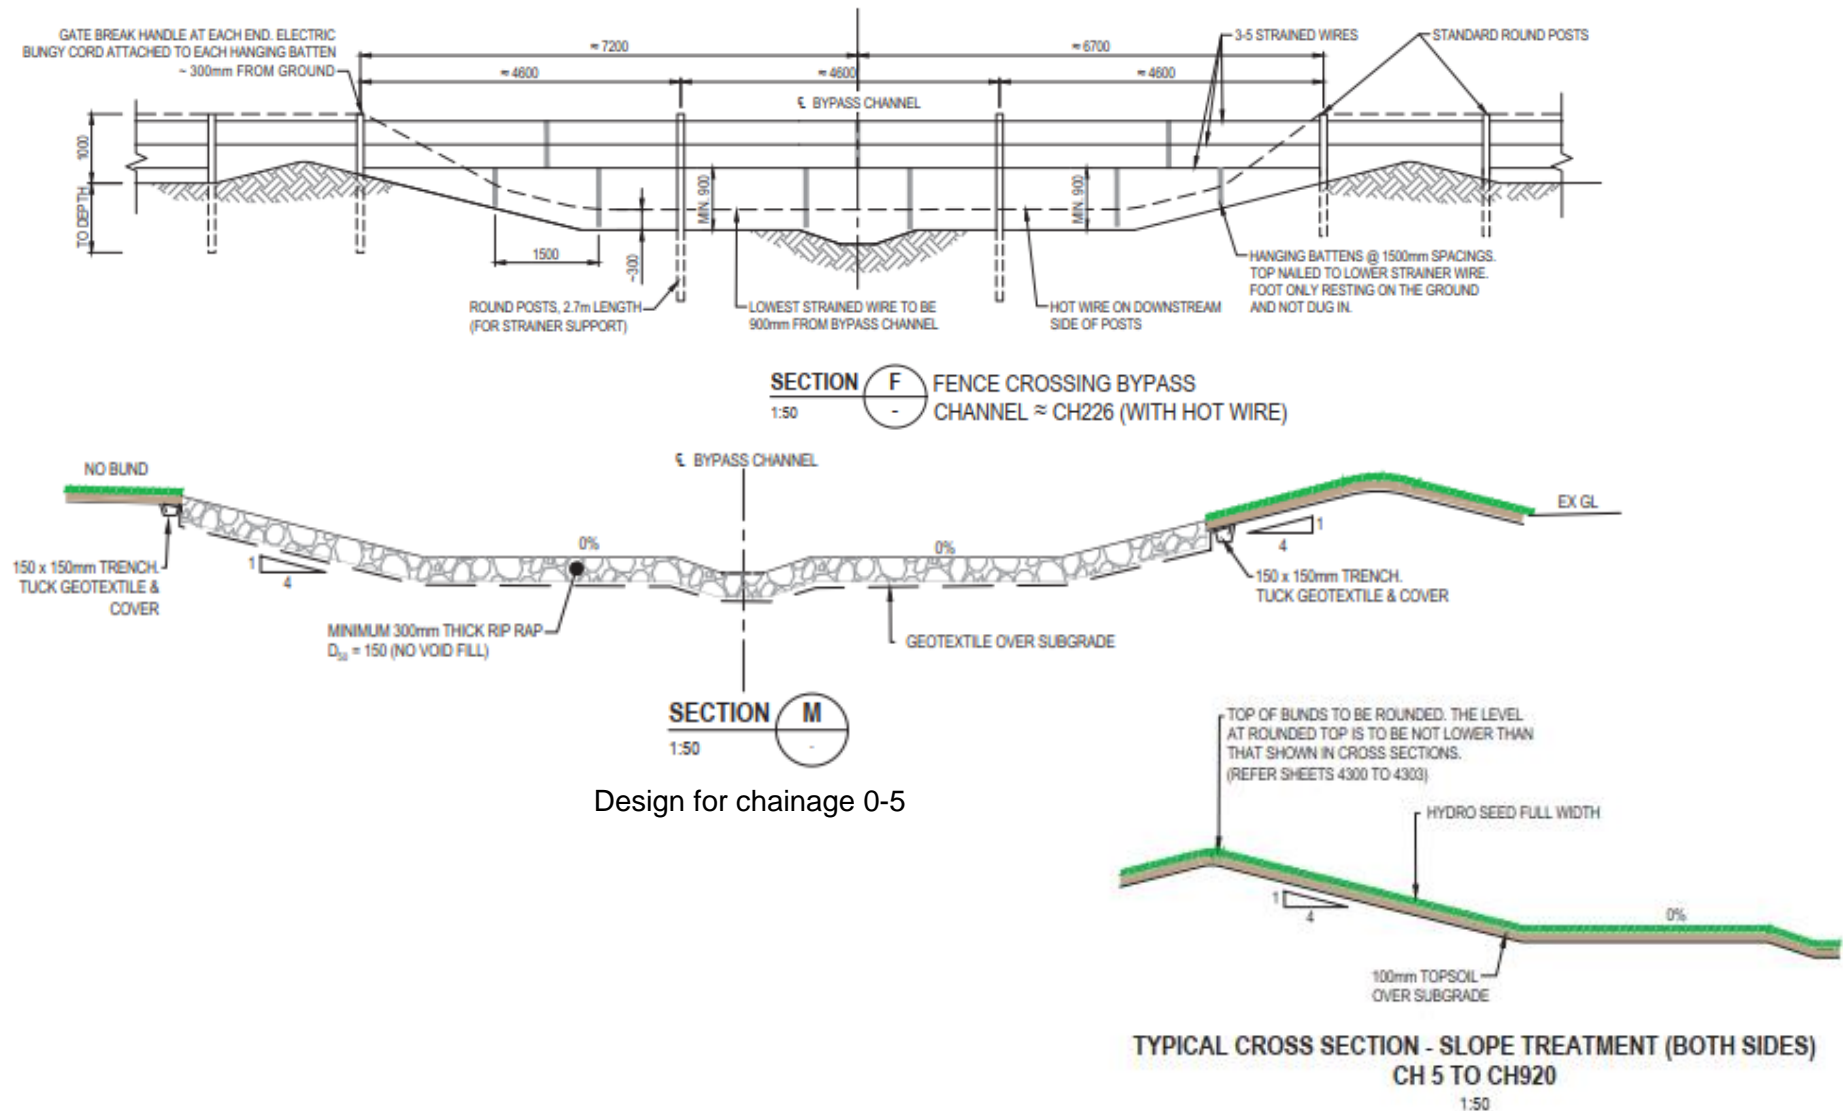 GATE BREAK HANDLE AT EACH END. ELECTRIC
BUNGY CORD ATTACHED TO EACH HANGING BATTEN
~ 300mm FROM GROUND
≈ 7200
≈ 6700
3-5 STRAINED WIRES
STANDARD ROUND POSTS
≈ 4600
≈ 4600
≈ 4600
℄ BYPASS CHANNEL
1000
TO DEPTH
MIN. 900
MIN. 900
1500
~300
ROUND POSTS, 2.7m LENGTH
(FOR STRAINER SUPPORT)
LOWEST STRAINED WIRE TO BE
900mm FROM BYPASS CHANNEL
HOT WIRE ON DOWNSTREAM
SIDE OF POSTS
HANGING BATTENS @ 1500mm SPACINGS.
TOP NAILED TO LOWER STRAINER WIRE.
FOOT ONLY RESTING ON THE GROUND
AND NOT DUG IN.
SECTION F
1:50 -
FENCE CROSSING BYPASS
CHANNEL ≈ CH226 (WITH HOT WIRE)
NO BUND
℄ BYPASS CHANNEL
EX GL
0%
0%
1
4
1
4
150 x 150mm TRENCH.
TUCK GEOTEXTILE &
COVER
150 x 150mm TRENCH.
TUCK GEOTEXTILE & COVER
MINIMUM 300mm THICK RIP RAP
D50 = 150 (NO VOID FILL)
GEOTEXTILE OVER SUBGRADE
SECTION M
1:50 -
Design for chainage 0-5
TOP OF BUNDS TO BE ROUNDED. THE LEVEL
AT ROUNDED TOP IS TO BE NOT LOWER THAN
THAT SHOWN IN CROSS SECTIONS.
(REFER SHEETS 4300 TO 4303)
HYDRO SEED FULL WIDTH
1
4
0%
100mm TOPSOIL
OVER SUBGRADE
TYPICAL CROSS SECTION - SLOPE TREATMENT (BOTH SIDES)
CH 5 TO CH920
1:50